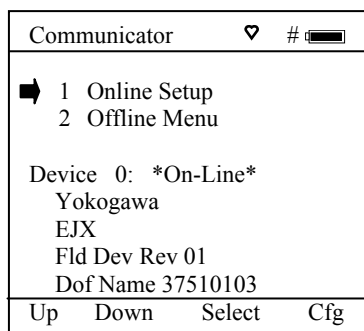 Communicator ♡ #
1 Online Setup
2 Offline Menu
Device 0: *On-Line*
Yokogawa
EJX
Fld Dev Rev 01
Dof Name 37510103
Up Down Select Cfg